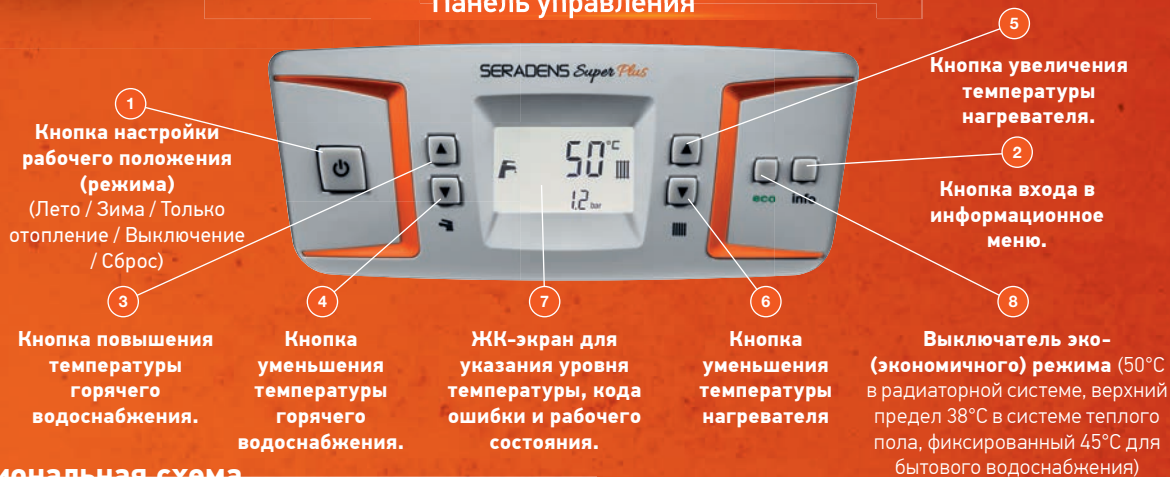 Панель управления
SERADENS Super Plus
50°C
1,2 bar
eco info
1
Кнопка настройки
рабочего положения
(режима)
(Лето / Зима / Только
отопление / Выключение
/ Сброс)
5
Кнопка увеличения
температуры
нагревателя.
2
Кнопка входа в
информационное
меню.
3
Кнопка повышения
температуры
горячего
водоснабжения.
4
Кнопка
уменьшения
температуры
горячего
водоснабжения.
7
ЖК-экран для
указания уровня
температуры, кода
ошибки и рабочего
состояния.
6
Кнопка
уменьшения
температуры
нагревателя
8
Выключатель эко-
(экономичного) режима (50°C
в радиаторной системе, верхний
предел 38°C в системе теплого
пола, фиксированный 45°C для
бытового водоснабжения)
схема